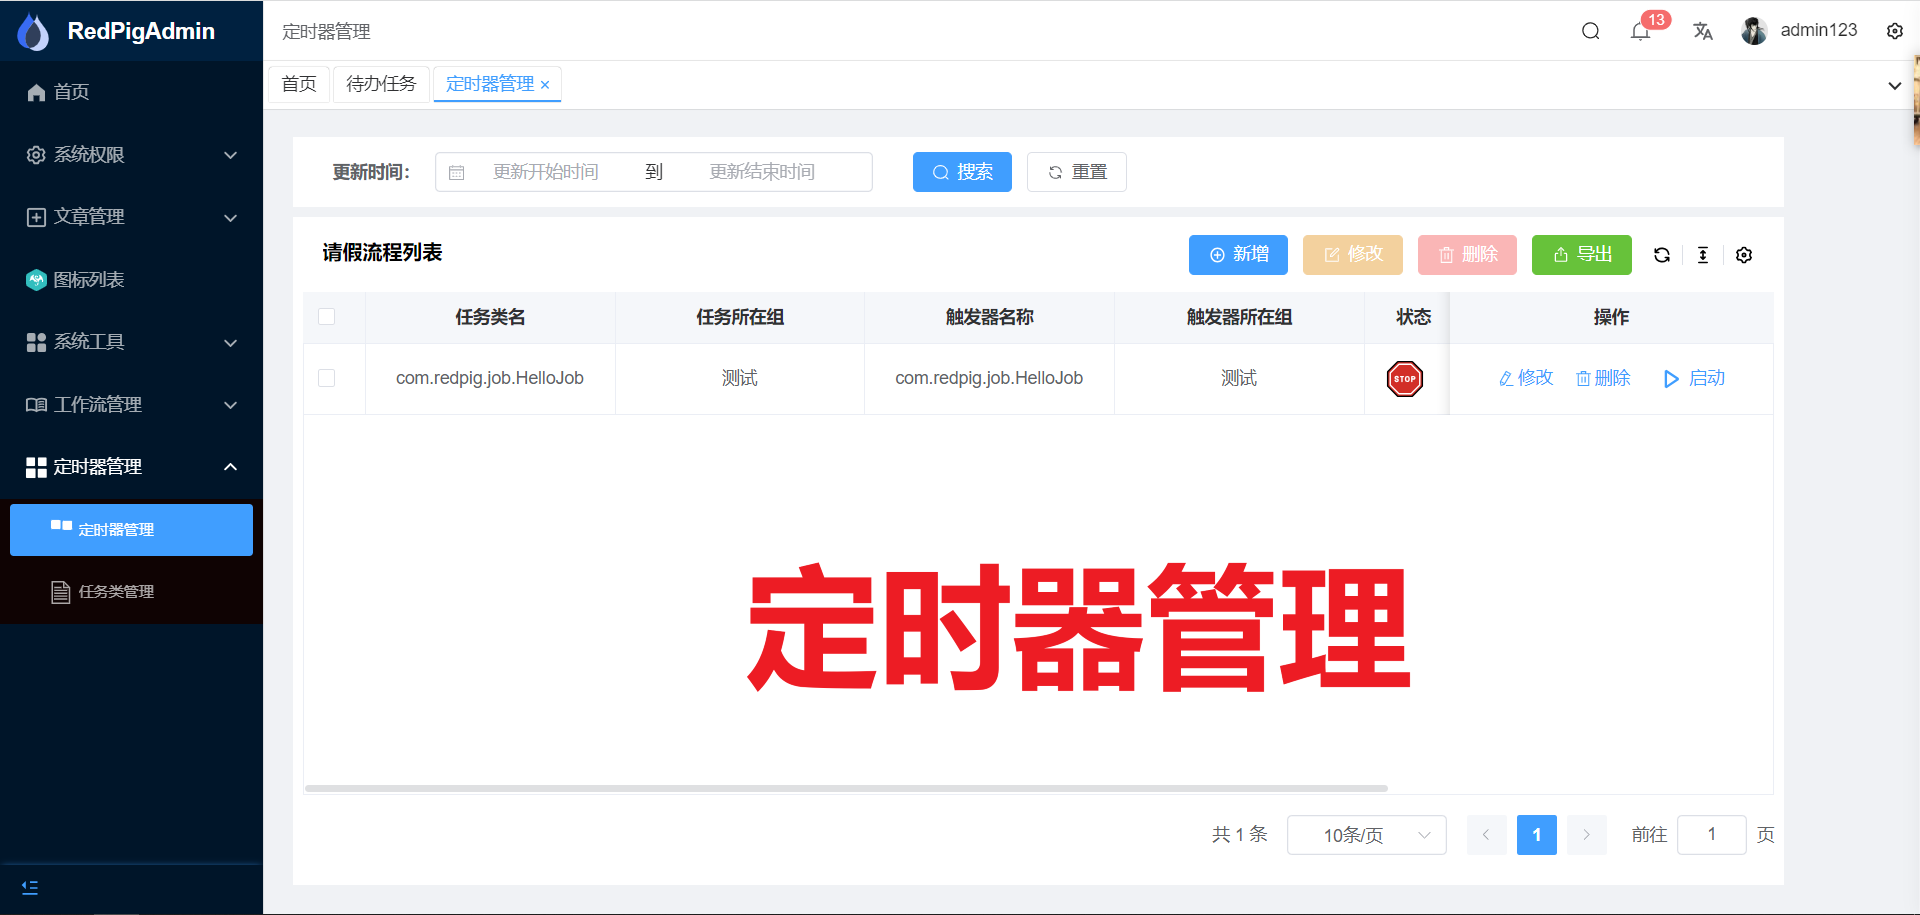 RedPigAdmin
定时器管理
13
admin123
首页
待办任务
定时器管理
首页
系统权限
文章管理
图标列表
系统工具
工作流管理
定时器管理
定时器管理
任务类管理
更新时间：
更新开始时间 到 更新结束时间
搜索
重置
请假流程列表
新增
修改
删除
导出
任务类名 任务所在组 触发器名称 触发器所在组 状态 操作
com.redpig.job.HelloJob 测试 com.redpig.job.HelloJob 测试 STOP 修改 删除 启动
定时器管理
共 1 条 10条/页 1 前往 1 页